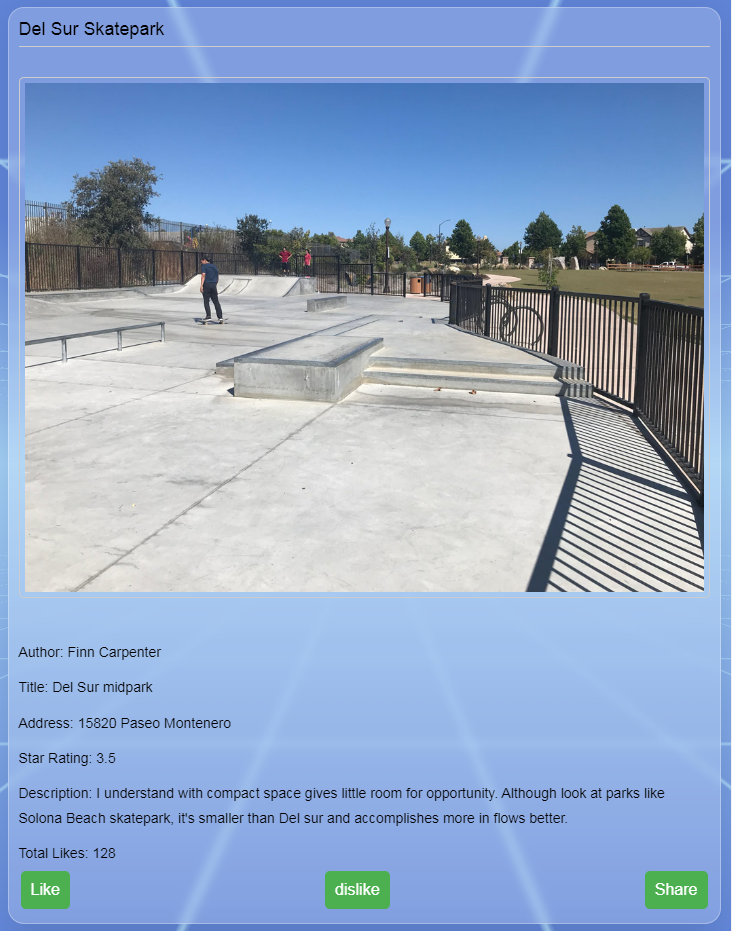 Del Sur Skatepark
Author: Finn Carpenter
Title: Del Sur midpark
Address: 15820 Paseo Montenero
Star Rating: 3.5
Description: I understand with compact space gives little room for opportunity. Although look at parks like
Solona Beach skatepark, it's smaller than Del sur and accomplishes more in flows better.
Total Likes: 128
Like
dislike
Share